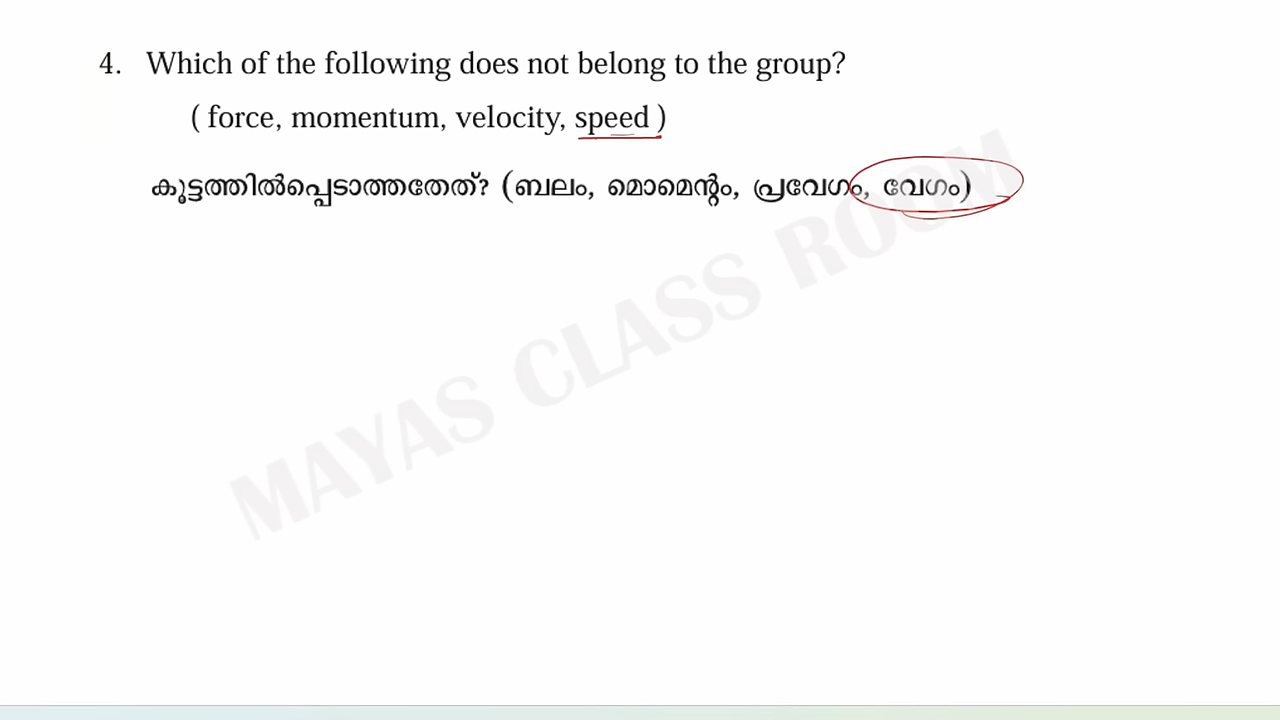 4. Which of the following does not belong to the group?
( force, momentum, velocity, speed )
കൂട്ടത്തിൽപ്പെടാത്തതേത്? (ബലം, മൊമെന്റം, പ്രവേഗം, വേഗം)
MAYAS CLASS ROOM